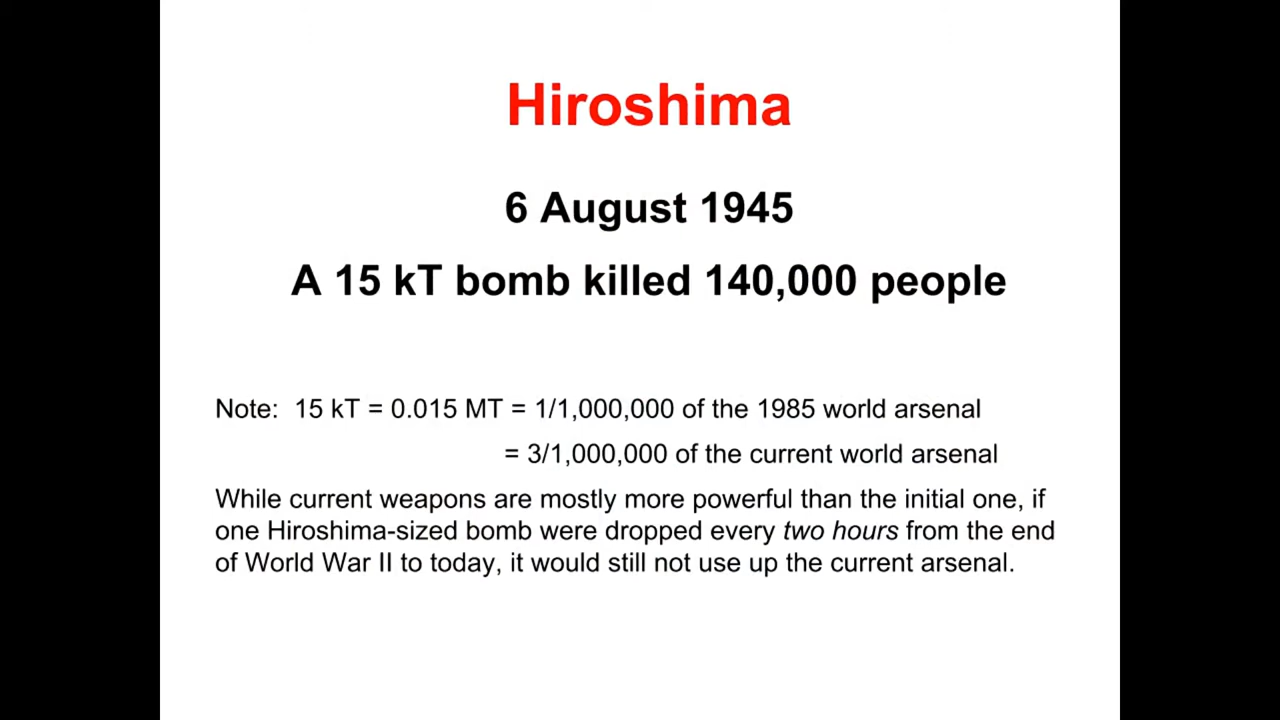 Hiroshima
6 August 1945
A 15 kT bomb killed 140,000 people
Note: 15 kT = 0.015 MT = 1/1,000,000 of the 1985 world arsenal
= 3/1,000,000 of the current world arsenal
While current weapons are mostly more powerful than the initial one, if
one Hiroshima-sized bomb were dropped every two hours from the end
of World War II to today, it would still not use up the current arsenal.